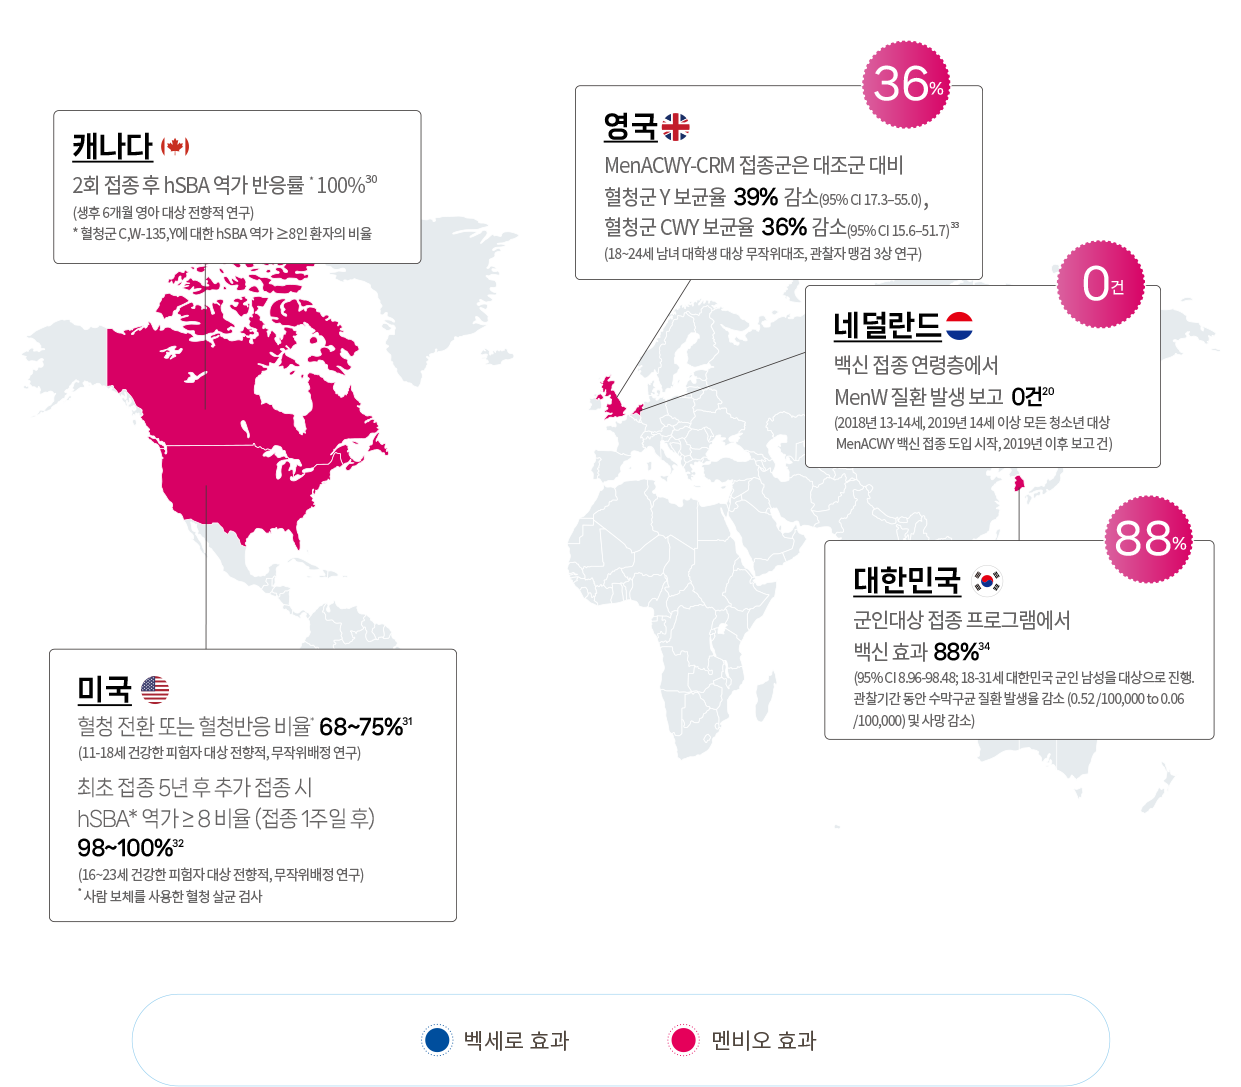 캐나다
2회 접종 후 hSBA 역가 반응률 * 100%30
(생후 6개월 영아 대상 전향적 연구)
* 혈청군 C,W-135,Y에 대한 hSBA 역가 ≥8인 환자의 비율
36%
영국
MenACWY-CRM 접종군은 대조군 대비
혈청군 Y 보균율 39% 감소(95% CI 17.3–55.0) ,
혈청군 CWY 보균율 36% 감소(95% CI 15.6–51.7)33
(18~24세 남녀 대학생 대상 무작위대조, 관찰자 맹검 3상 연구)
0건
네덜란드
백신 접종 연령층에서
MenW 질환 발생 보고 0건20
(2018년 13-14세, 2019년 14세 이상 모든 청소년 대상
MenACWY 백신 접종 도입 시작, 2019년 이후 보고 건)
88%
대한민국
군인대상 접종 프로그램에서
백신 효과 88%34
(95% CI 8.96-98.48; 18-31세 대한민국 군인 남성을 대상으로 진행.
관찰기간 동안 수막구균 질환 발생율 감소 (0.52 /100,000 to 0.06
/100,000) 및 사망 감소)
미국
혈청 전환 또는 혈청반응 비율* 68~75%31
(11-18세 건강한 피험자 대상 전향적, 무작위배정 연구)
최초 접종 5년 후 추가 접종 시
hSBA* 역가 ≥ 8 비율 (접종 1주일 후)
98~100%32
(16~23세 건강한 피험자 대상 전향적, 무작위배정 연구)
* 사람 보체를 사용한 혈청 살균 검사
벡세로 효과
멘비오 효과